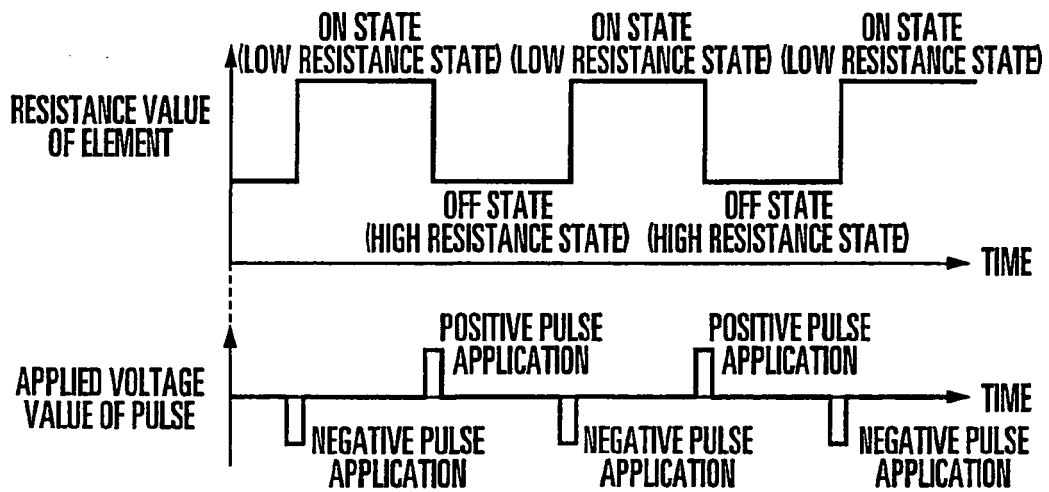 ON STATE
(LOW RESISTANCE STATE)
ON STATE
(LOW RESISTANCE STATE)
ON STATE
(LOW RESISTANCE STATE)
RESISTANCE VALUE
OF ELEMENT
OFF STATE
(HIGH RESISTANCE STATE)
OFF STATE
(HIGH RESISTANCE STATE)
TIME
POSITIVE PULSE
APPLICATION
POSITIVE PULSE
APPLICATION
APPLIED VOLTAGE
VALUE OF PULSE
TIME
NEGATIVE PULSE
APPLICATION
NEGATIVE PULSE
APPLICATION
NEGATIVE PULSE
APPLICATION